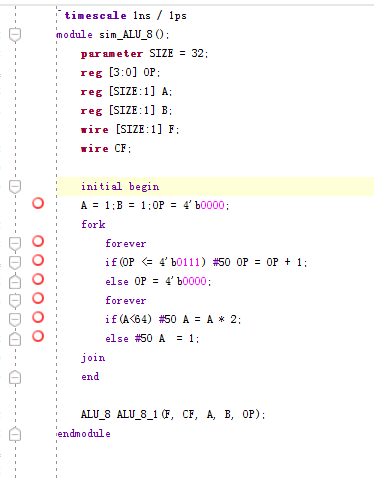 `timescale 1ns / 1ps
module sim_ALU_8();
parameter SIZE = 32;
reg [3:0] OP;
reg [SIZE:1] A;
reg [SIZE:1] B;
wire [SIZE:1] F;
wire CF;
initial begin
A = 1;B = 1;OP = 4'b0000;
fork
forever
if(OP <= 4'b0111) #50 OP = OP + 1;
else OP = 4'b0000;
forever
if(A<64) #50 A = A * 2;
else #50 A = 1;
join
end
ALU_8 ALU_8_1(F, CF, A, B, OP);
endmodule